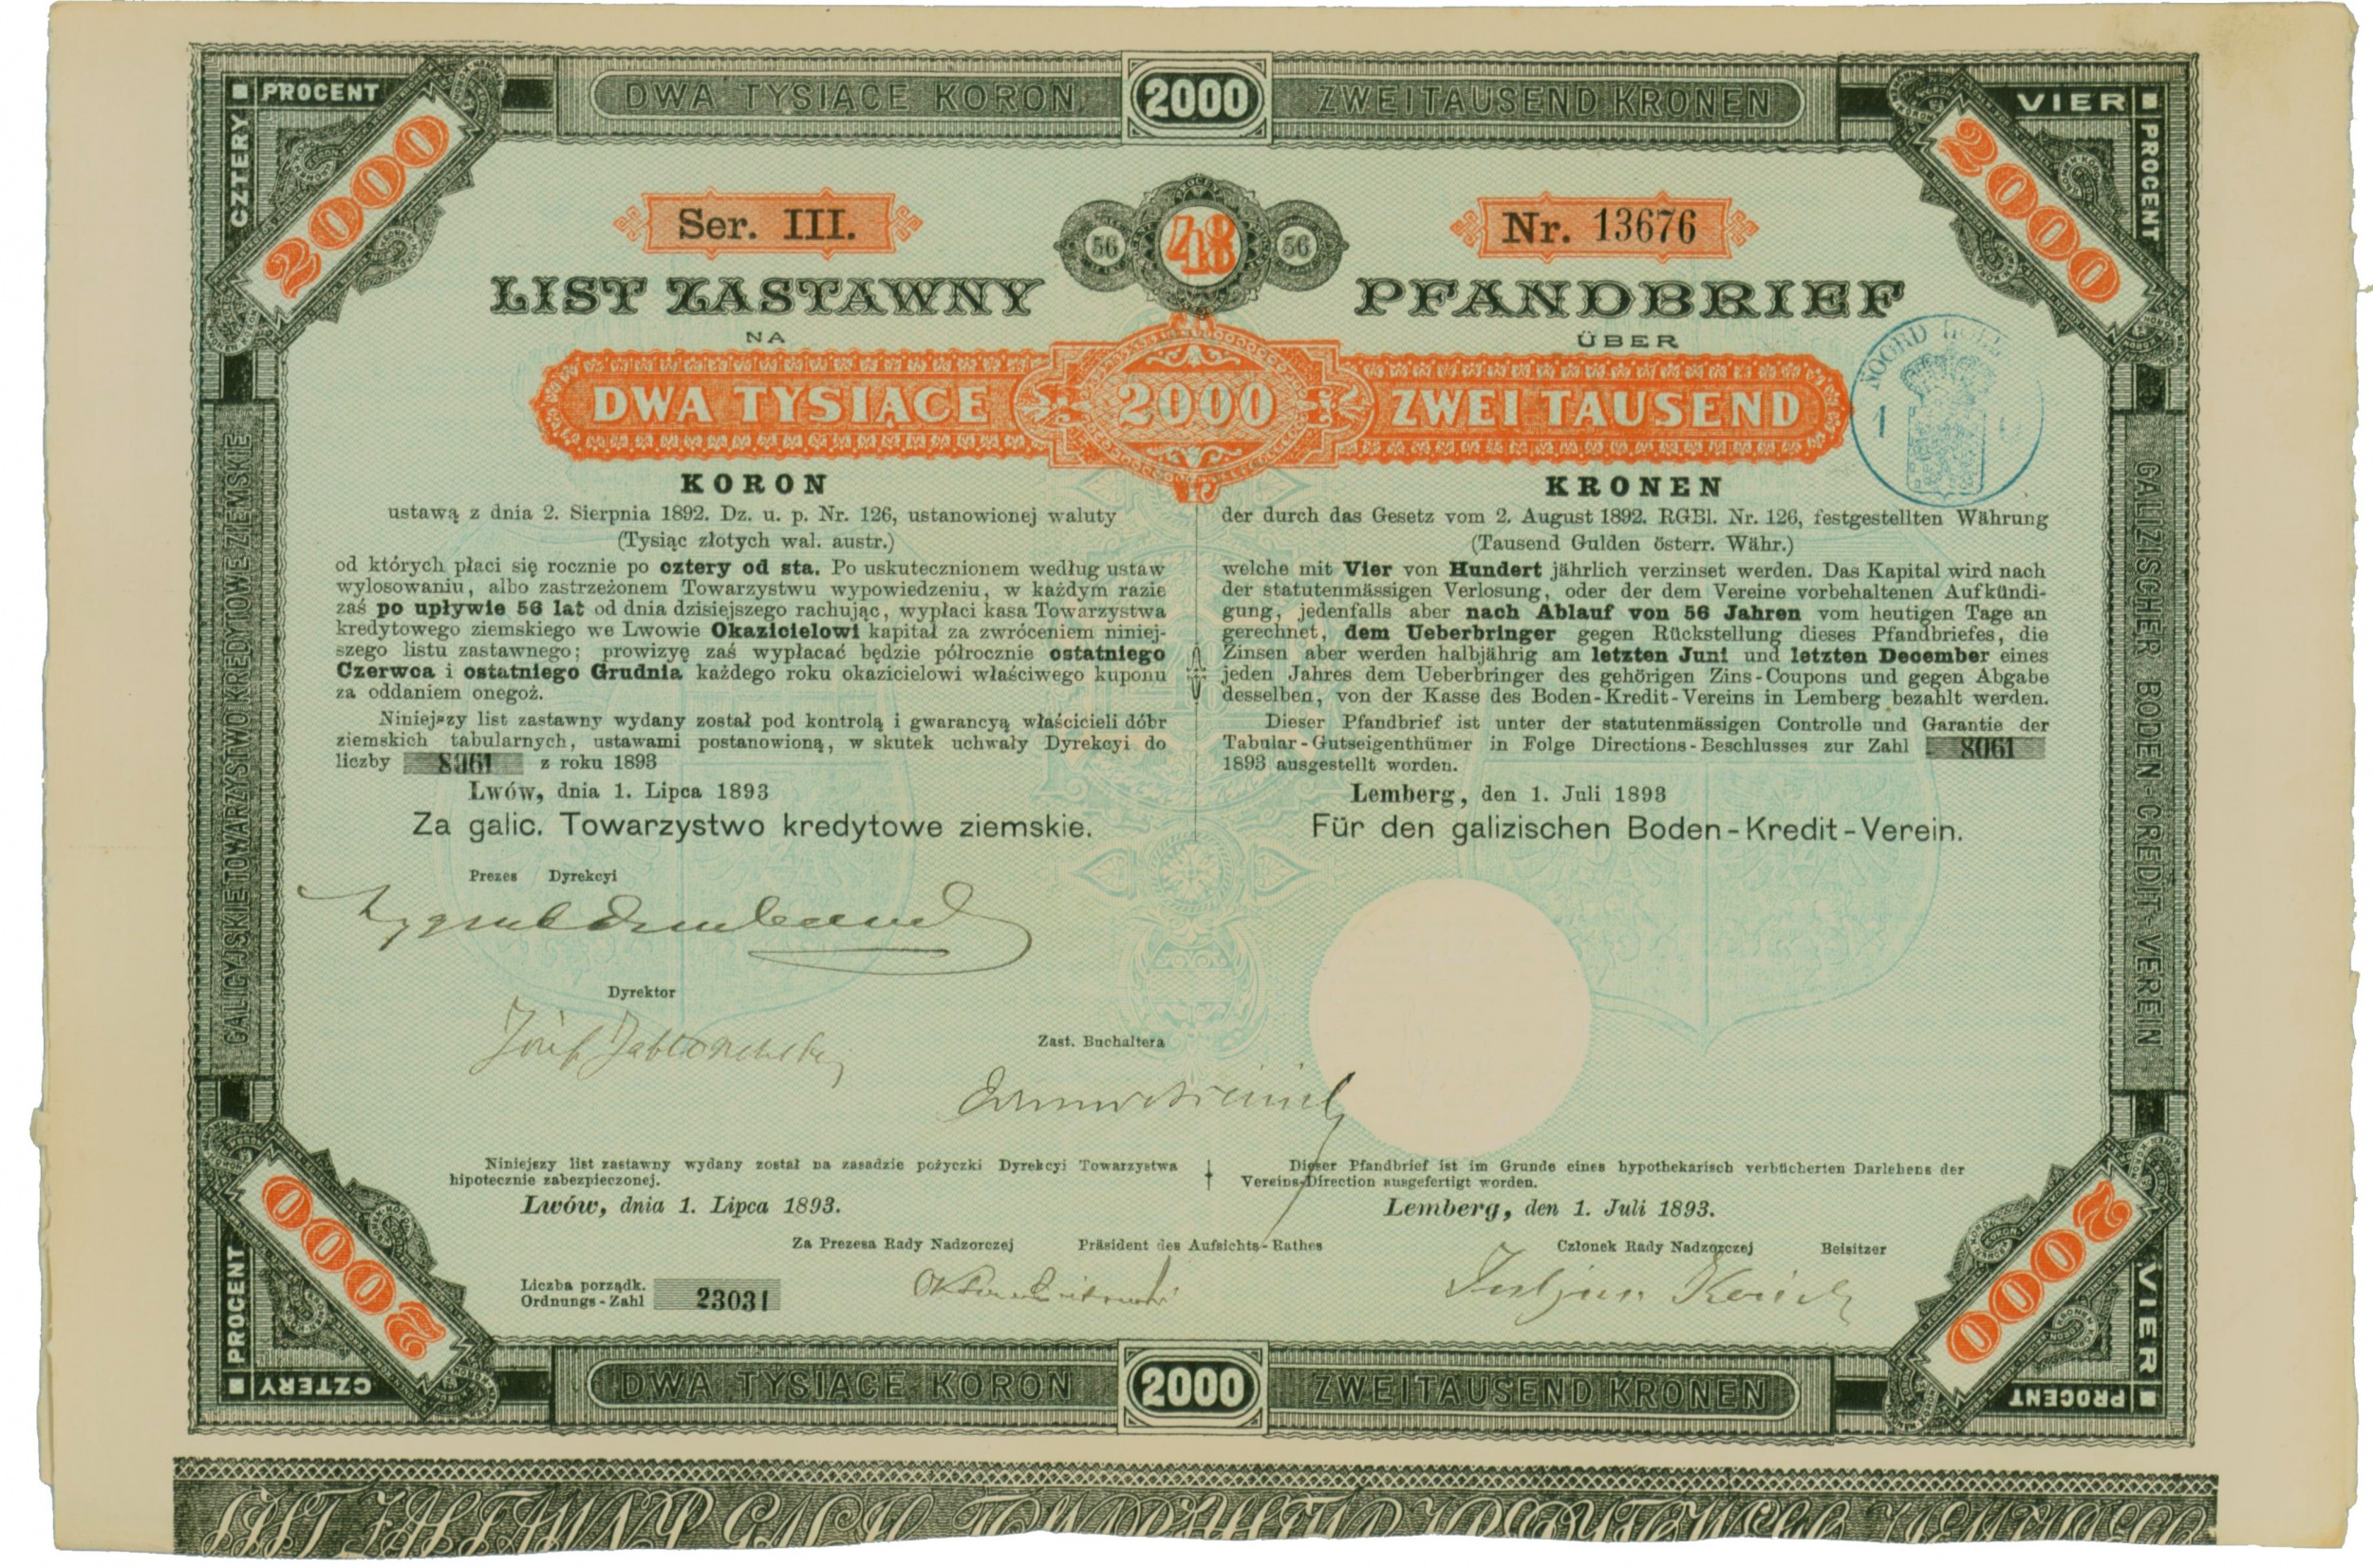 DWA TYSIĄCE KORON 2000 ZWEITAUSEND KRONEN
CZTERY PROCENT
2000
VIER PROCENT
2000
Ser. III.
56 4% 56
Nr. 13676
LIST ZASTAWNY
NA
PFANDBRIEF
ÜBER
DWA TYSIĄCE 2000 ZWEI TAUSEND
NOORD
1
KORON
ustawą z dnia 2. Sierpnia 1892. Dz. u. p. Nr. 126, ustanowionej waluty
(Tysiąc złotych wal. austr.)
od których płaci się rocznie po cztery od sta. Po uskutecznionem według ustaw
wylosowaniu, albo zastrzeżonem Towarzystwu wypowiedzeniu, w każdym razie
zaś po upływie 56 lat od dnia dzisiejszego rachując, wypłaci kasa Towarzystwa
kredytowego ziemskiego we Lwowie Okazicielowi kapitał za zwróceniem niniej-
szego listu zastawnego; prowizyę zaś wypłacać będzie półrocznie ostatniego
Czerwca i ostatniego Grudnia każdego roku okazicielowi właściwego kuponu
za oddaniem onegoż.
Niniejszy list zastawny wydany został pod kontrolą i gwarancyą właścicieli dóbr
ziemskich tabularnych, ustawami postanowioną, w skutek uchwały Dyrekcyi do
liczby 8061 z roku 1893
Lwów, dnia 1. Lipca 1893
Za galic. Towarzystwo kredytowe ziemskie.
KRONEN
der durch das Gesetz vom 2. August 1892. RGBl. Nr. 126, festgestellten Währung
(Tausend Gulden österr. Währ.)
welche mit Vier von Hundert jährlich verzinset werden. Das Kapital wird nach
der statutenmässigen Verlosung, oder der dem Vereine vorbehaltenen Aufkündi-
gung, jedenfalls aber nach Ablauf von 56 Jahren vom heutigen Tage an
gerechnet, dem Ueberbringer gegen Rückstellung dieses Pfandbriefes, die
Zinsen aber werden halbjährig am letzten Juni und letzten December eines
jeden Jahres dem Ueberbringer des gehörigen Zins-Coupons und gegen Abgabe
desselben, von der Kasse des Boden-Kredit-Vereins in Lemberg bezahlt werden.
Dieser Pfandbrief ist unter der statutenmässigen Controlle und Garantie der
Tabular-Gutseigenthümer in Folge Directions-Beschlusses zur Zahl 8061
1893 ausgestellt worden.
Lemberg, den 1. Juli 1893
Für den galizischen Boden-Kredit-Verein.
Prezes Dyrekcyi
Dyrektor
Zast. Buchaltera
Niniejszy list zastawny wydany został na zasadzie pożyczki Dyrekcyi Towarzystwa
hipotecznie zabezpieczonej.
Lwów, dnia 1. Lipca 1893.
Dieser Pfandbrief ist im Grunde eines hypothekarisch verbücherten Darlehens der
Vereins-Direction ausgefertigt worden.
Lemberg, den 1. Juli 1893.
Za Prezesa Rady Nadzorczej Präsident des Aufsichts-Rathes
Członek Rady Nadzorczej Beisitzer
Liczba porządk.
Ordnungs-Zahl 23031
GALICYJSKIE TOWARZYSTWO KREDYTOWE ZIEMSKIE
GALIZISCHER BODEN-CREDIT-VEREIN
CZTERY PROCENT
2000
VIER PROCENT
2000
DWA TYSIĄCE KORON 2000 ZWEITAUSEND KRONEN